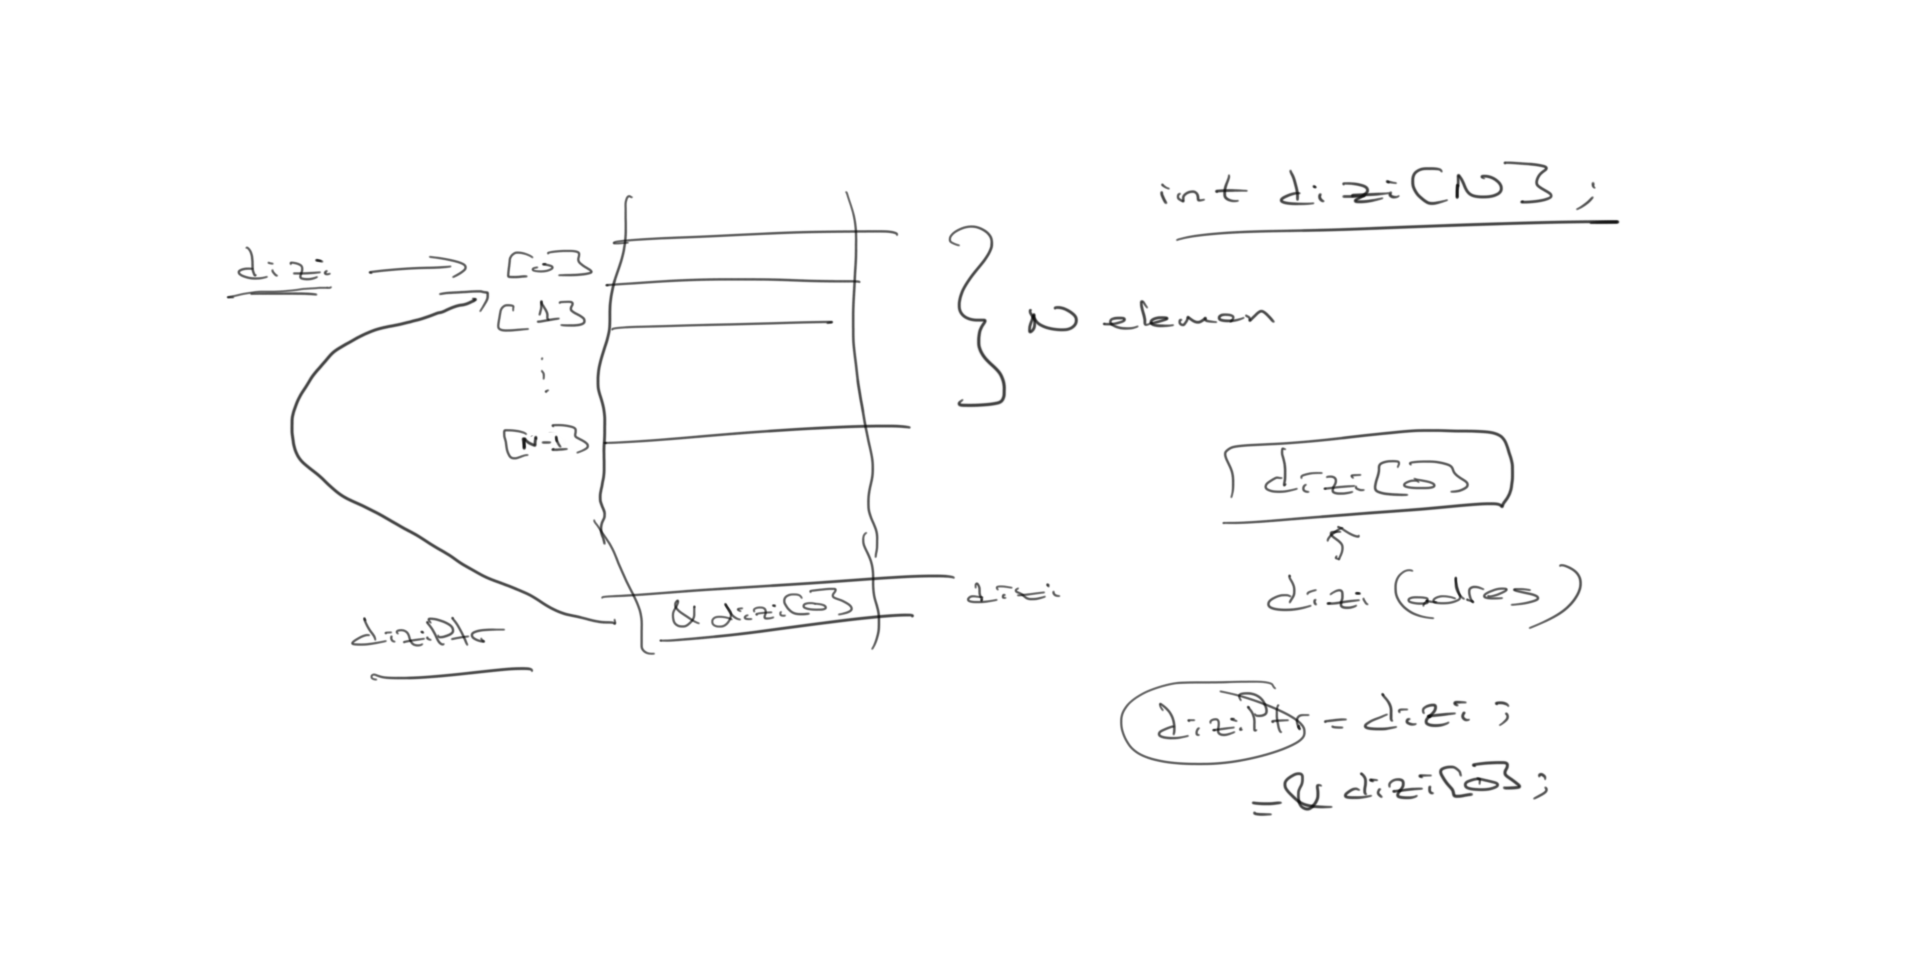 int dizi[N];
dizi → [0]
[1]
⋮
N eleman
[N-1]
dizi[0]
dizi (adres)
& dizi[0]
dizi
diziPtr
diziPtr = dizi;
= & dizi[0];